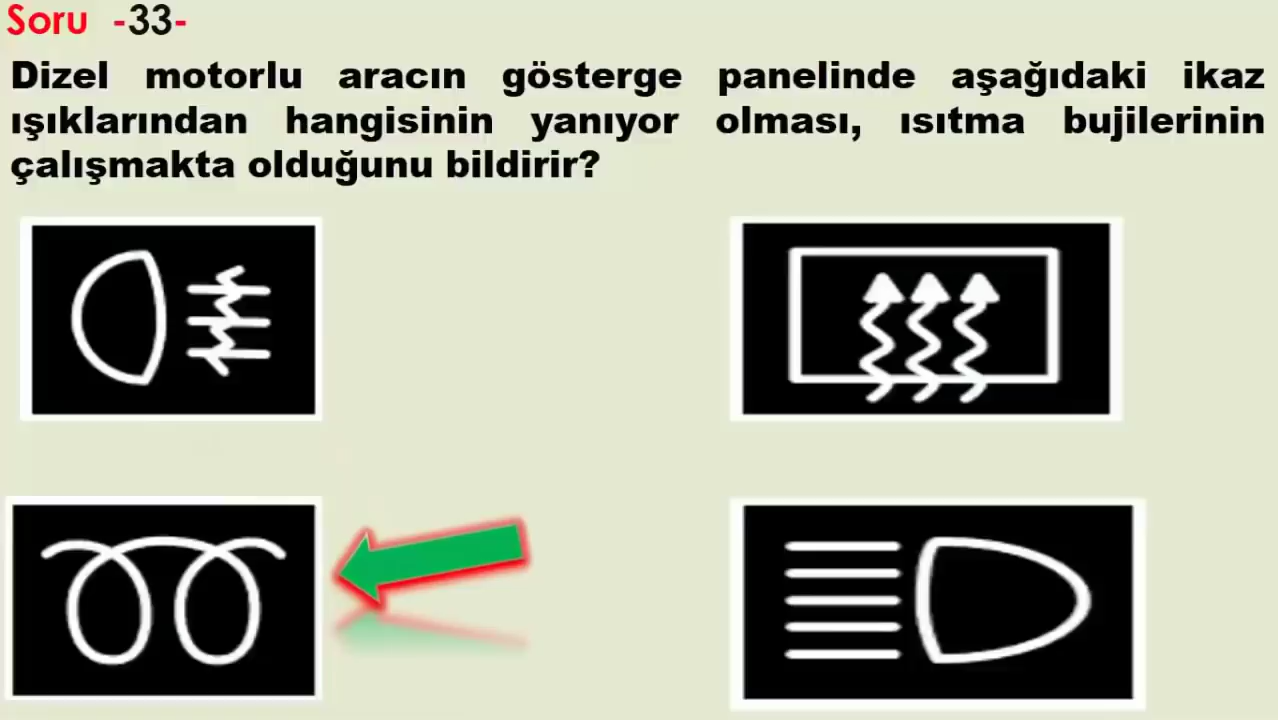 Soru -33-
Dizel motorlu aracın gösterge panelinde aşağıdaki ikaz
ışıklarından hangisinin yanıyor olması, ısıtma bujilerinin
çalışmakta olduğunu bildirir?